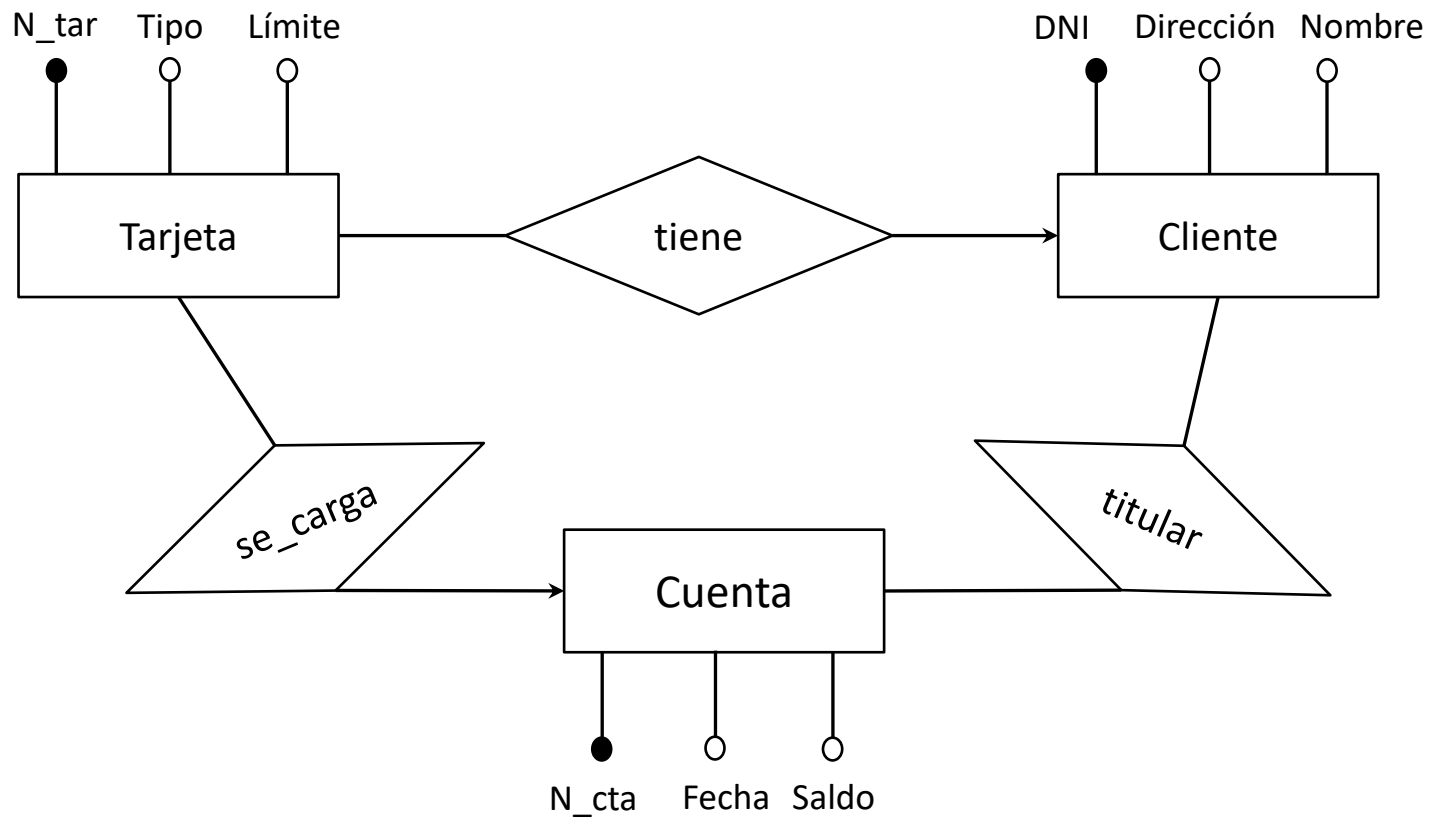 N_tar Tipo Límite
DNI Dirección Nombre
Tarjeta
tiene
Cliente
se_carga
titular
Cuenta
N_cta Fecha Saldo